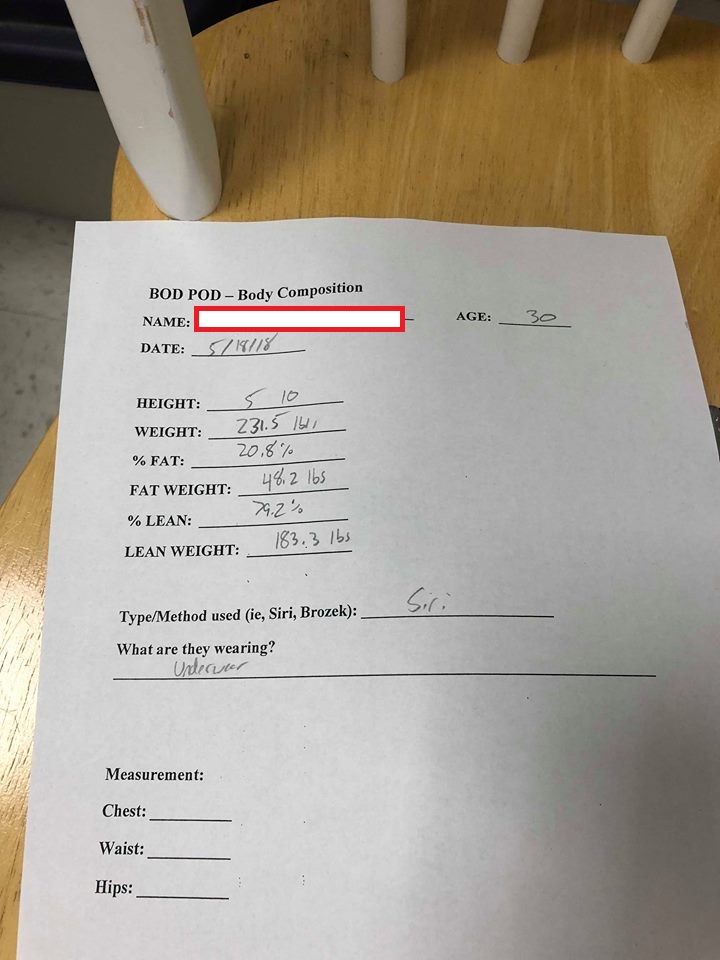 BOD POD – Body Composition
NAME: AGE: 30
DATE: 5/18/18
HEIGHT: 5 10
WEIGHT: 231.5 lbs
% FAT: 20.8%
FAT WEIGHT: 48.2 lbs
% LEAN: 79.2%
LEAN WEIGHT: 183.3 lbs
Type/Method used (ie, Siri, Brozek): Siri
What are they wearing?
Underwear
Measurement:
Chest:
Waist:
Hips: